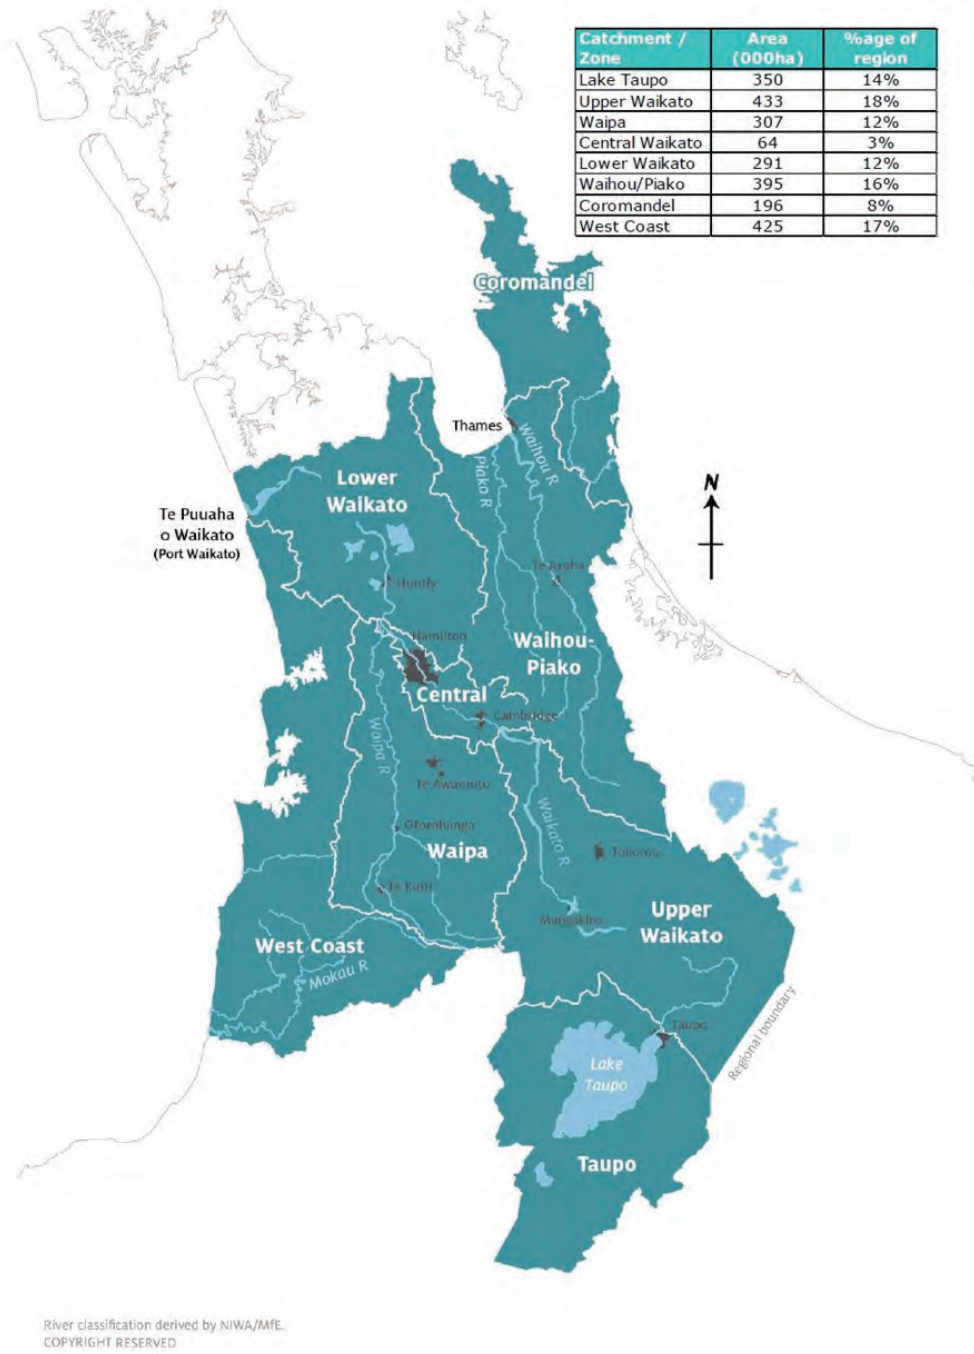 Catchment / Zone Area (000ha) %age of region
Lake Taupo 350 14%
Upper Waikato 433 18%
Waipa 307 12%
Central Waikato 64 3%
Lower Waikato 291 12%
Waihou/Piako 395 16%
Coromandel 196 8%
West Coast 425 17%
Coromandel
Thames
Waihou R
Piako R
Lower
Waikato
N
Te Puuaha
o Waikato
(Port Waikato)
Te Aroha
Huntly
Hamilton
Waihou-
Piako
Central
Cambridge
Waipa R
Te Awamutu
Waikato R
Otorohanga
Waipa
Tokoroa
Te Kuiti
Mangakino
Upper
Waikato
West Coast
Mokau R
Taupo
Regional boundary
Lake
Taupo
Taupo
River classification derived by NIWA/MfE.
COPYRIGHT RESERVED